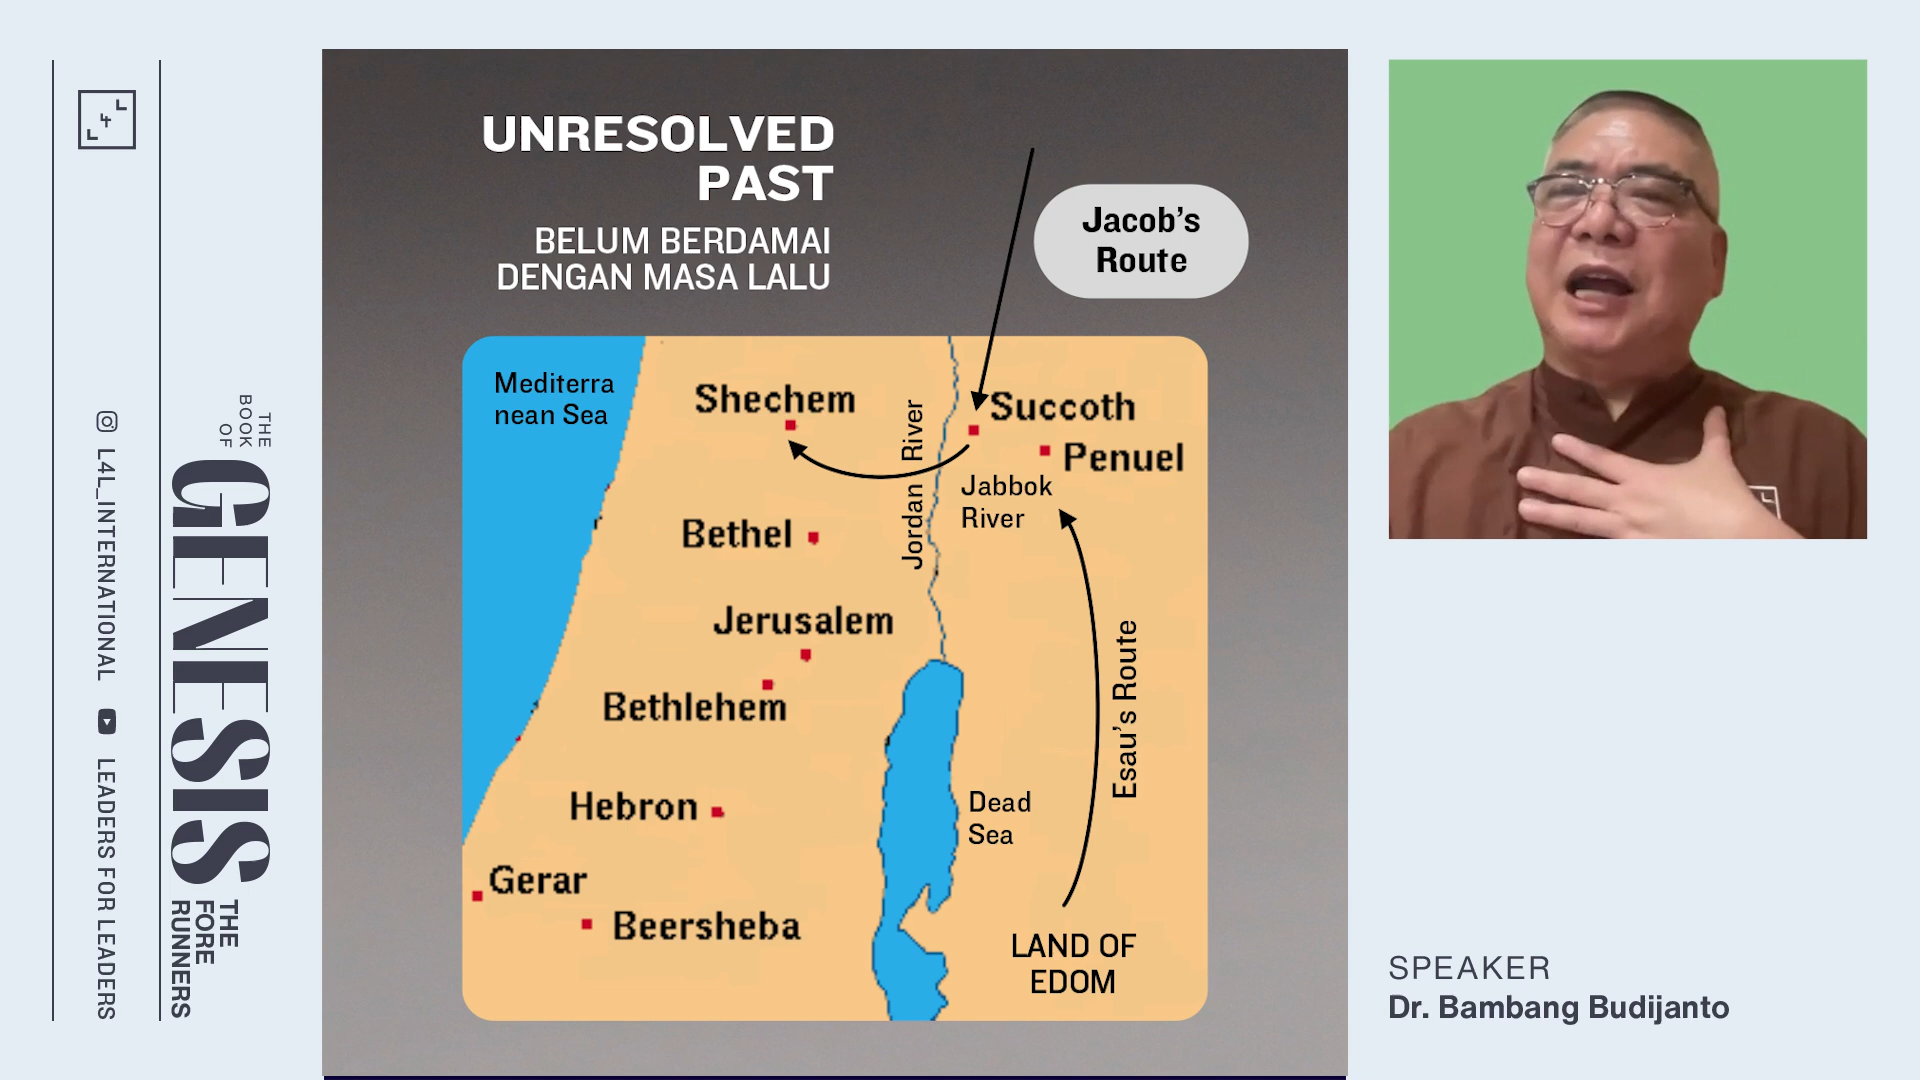 L4L_INTERNATIONAL
LEADERS FOR LEADERS
THE
BOOK
OF
GENESIS
THE
FORE
RUNNERS
UNRESOLVED
PAST
BELUM BERDAMAI
DENGAN MASA LALU
Jacob's
Route
Mediterra
nean Sea
Shechem
Jordan River
Succoth
Penuel
Jabbok
River
Bethel
Jerusalem
Bethlehem
Esau's Route
Hebron
Dead
Sea
Gerar
Beersheba
LAND OF
EDOM
SPEAKER
Dr. Bambang Budijanto